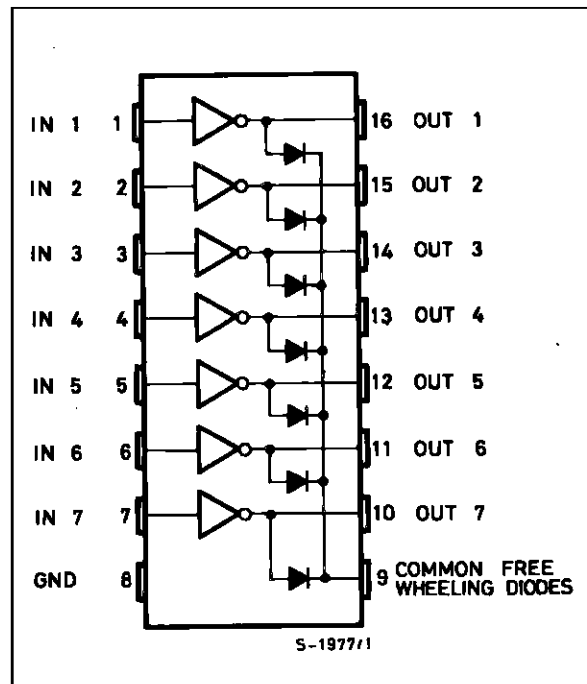 IN 1 1 16 OUT 1
IN 2 2 15 OUT 2
IN 3 3 14 OUT 3
IN 4 4 13 OUT 4
IN 5 5 12 OUT 5
IN 6 6 11 OUT 6
IN 7 7 10 OUT 7
GND 8 9 COMMON FREE
WHEELING DIODES
S-1977/1